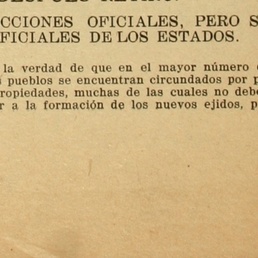 CCIONES OFICIALES, PERO S
FICIALES DE LOS ESTADOS.
la verdad de que en el mayor número
pueblos se encuentran circundados por p
ropiedades, muchas de las cuales no deb
r a la formación de los nuevos ejidos, p